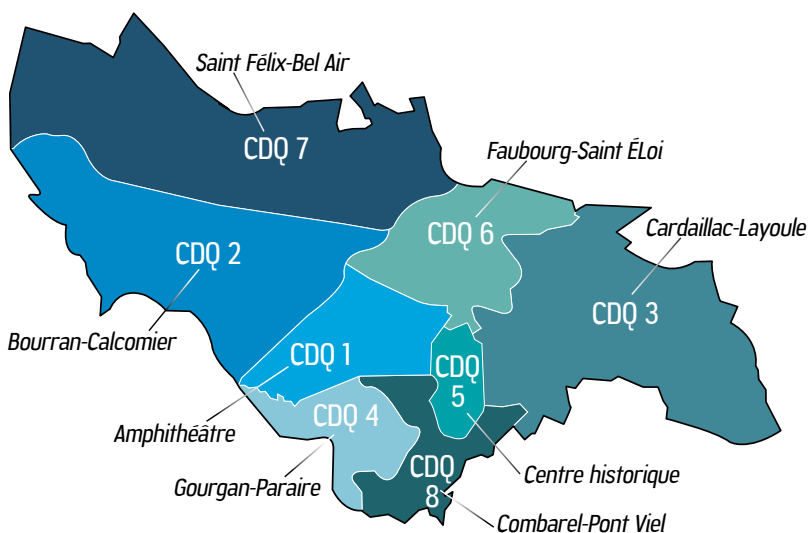 Saint Félix-Bel Air
CDQ 7
Faubourg-Saint ÉLoi
CDQ 6
Cardaillac-Layoule
CDQ 2
CDQ 3
Bourran-Calcomier
CDQ 1
CDQ
5
Amphithéâtre
CDQ 4
Gourgan-Paraire
CDQ
8
Centre historique
Combarel-Pont Viel